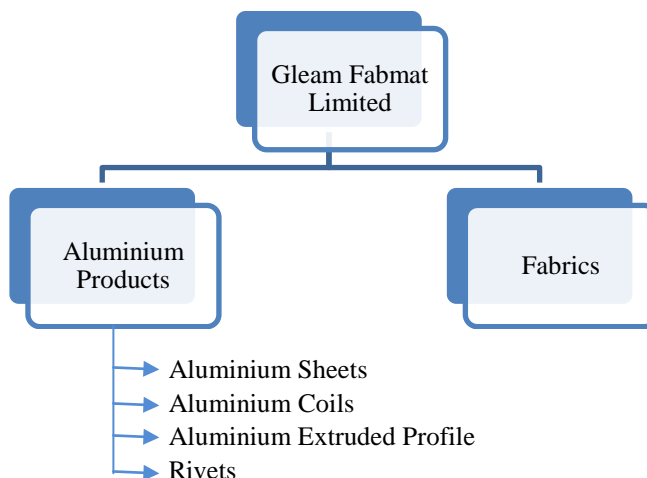 Gleam Fabmat
Limited
Aluminium
Products
Fabrics
Aluminium Sheets
Aluminium Coils
Aluminium Extruded Profile
Rivets